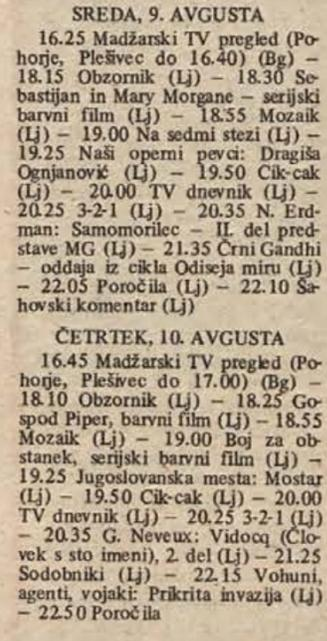 SREDA, 9. AVGUSTA
16.25 Madžarski TV pregled (Po-
horje, Plešivec do 16.40) (Bg) –
18.15 Obzornik (Lj) – 18.30 Se-
bastijan in Mary Morgane – serijski
barvni film (Lj) – 18.55 Mozaik
(Lj) – 19.00 Na sedmi stezi (Lj) –
19.25 Naši operni pevci: Dragiša
Ognjanović (Lj) – 19.50 Cik-cak
(Lj) – 20.00 TV dnevnik (Lj) –
20.25 3-2-1 (Lj) – 20.35 N. Erd-
man: Samomorilec – II. del pred-
stave MG (Lj) – 21.35 Črni Gandhi
– oddaja iz cikla Odiseja miru (Lj)
– 22.05 Poročila (Lj) – 22.10 Ša-
hovski komentar (Lj)
ČETRTEK, 10. AVGUSTA
16.45 Madžarski TV pregled (Po-
horje, Plešivec do 17.00) (Bg) –
18.10 Obzornik (Lj) – 18.25 Go-
spod Piper, barvni film (Lj) – 18.55
Mozaik (Lj) – 19.00 Boj za ob-
stanek, serijski barvni film (Lj) –
19.25 Jugoslovanska mesta: Mostar
(Lj) – 19.50 Cik-cak (Lj) – 20.00
TV dnevnik (Lj) – 20.25 3-2-1 (Lj)
– 20.35 G. Neveux: Vidocq (Člo-
vek s sto imeni), 2. del (Lj) – 21.25
Sodobniki (Lj) – 22.15 Vohuni,
agenti, vojaki: Prikrita invazija (Lj)
– 22.50 Poročila